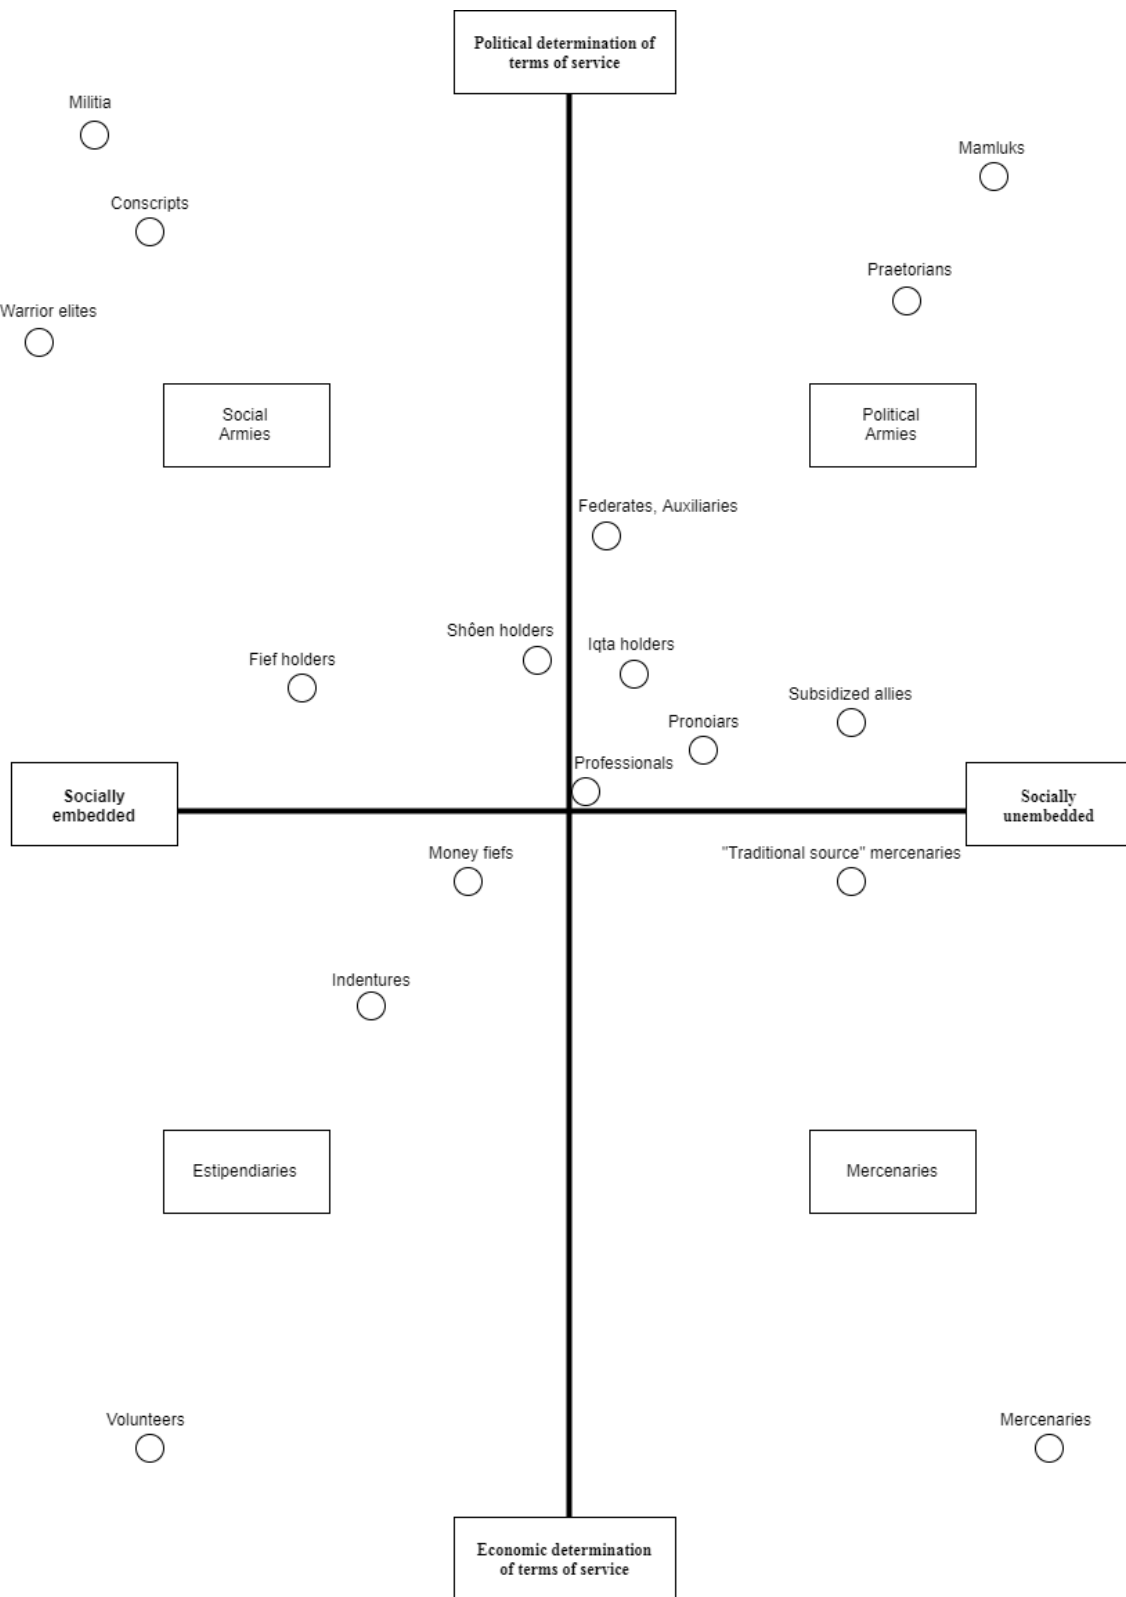 Political determination of
terms of service
Militia
Mamluks
Conscripts
Praetorians
Warrior elites
Social
Armies
Political
Armies
Federates, Auxiliaries
Shôen holders
Iqta holders
Fief holders
Subsidized allies
Pronoiars
Professionals
Socially
embedded
Socially
unembedded
Money fiefs
"Traditional source" mercenaries
Indentures
Estipendiaries
Mercenaries
Volunteers
Mercenaries
Economic determination
of terms of service